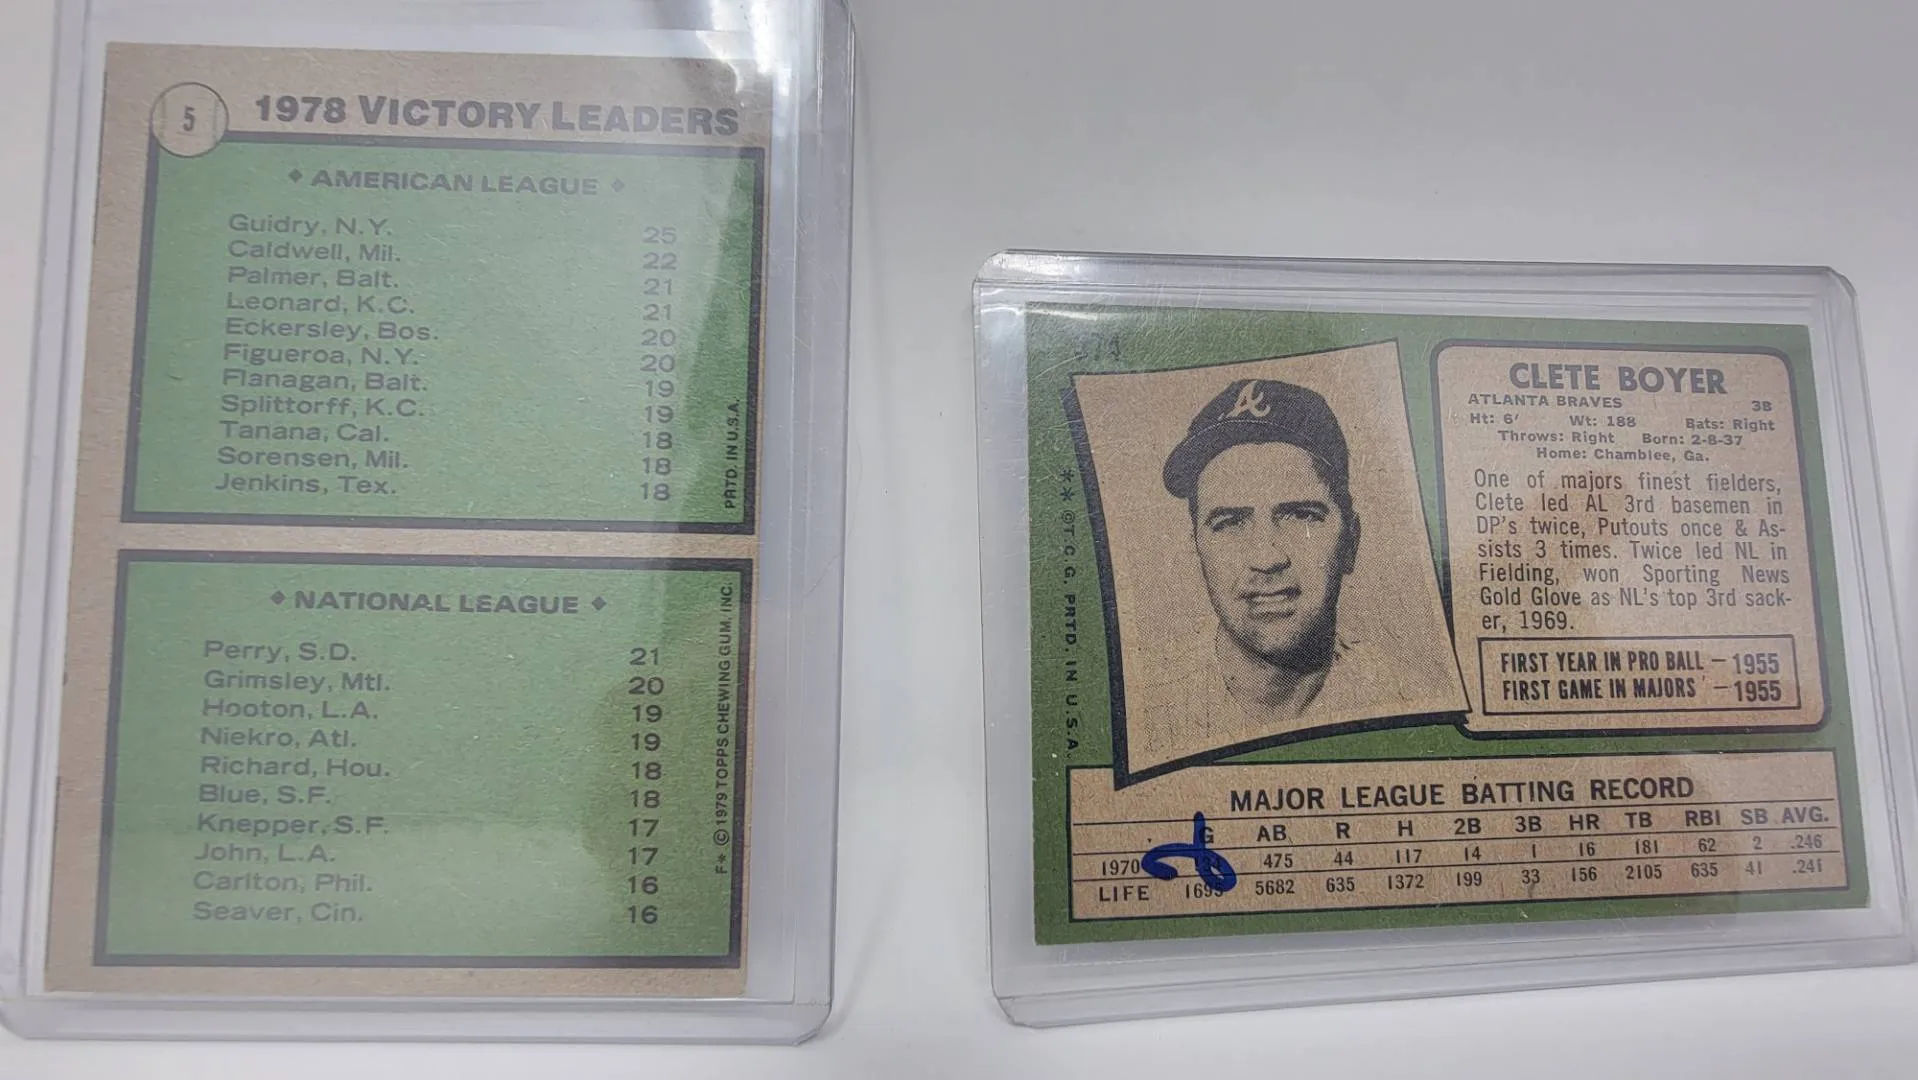 5
1978 VICTORY LEADERS
♦ AMERICAN LEAGUE ♦
Guidry, N.Y. 25
Caldwell, Mil. 22
Palmer, Balt. 21
Leonard, K.C. 21
Eckersley, Bos. 20
Figueroa, N.Y. 20
Flanagan, Balt. 19
Splittorff, K.C. 19
Tanana, Cal. 18
Sorensen, Mil. 18
Jenkins, Tex. 18
PRTD. IN U.S.A.
♦ NATIONAL LEAGUE ♦
Perry, S.D. 21
Grimsley, Mtl. 20
Hooton, L.A. 19
Niekro, Atl. 19
Richard, Hou. 18
Blue, S.F. 18
Knepper, S.F. 17
John, L.A. 17
Carlton, Phil. 16
Seaver, Cin. 16
F* © 1979 TOPPS CHEWING GUM, INC.
374
A
** © T.C.G. PRTD. IN U.S.A.
CLETE BOYER
ATLANTA BRAVES 3B
Ht: 6' Wt: 188 Bats: Right
Throws: Right Born: 2-8-37
Home: Chamblee, Ga.
One of majors finest fielders,
Clete led AL 3rd basemen in
DP's twice, Putouts once & As-
sists 3 times. Twice led NL in
Fielding, won Sporting News
Gold Glove as NL's top 3rd sack-
er, 1969.
FIRST YEAR IN PRO BALL — 1955
FIRST GAME IN MAJORS — 1955
MAJOR LEAGUE BATTING RECORD
G AB R H 2B 3B HR TB RBI SB AVG.
1970 134 475 44 117 14 1 16 181 62 2 .246
LIFE 1695 5682 635 1372 199 33 156 2105 635 41 .241